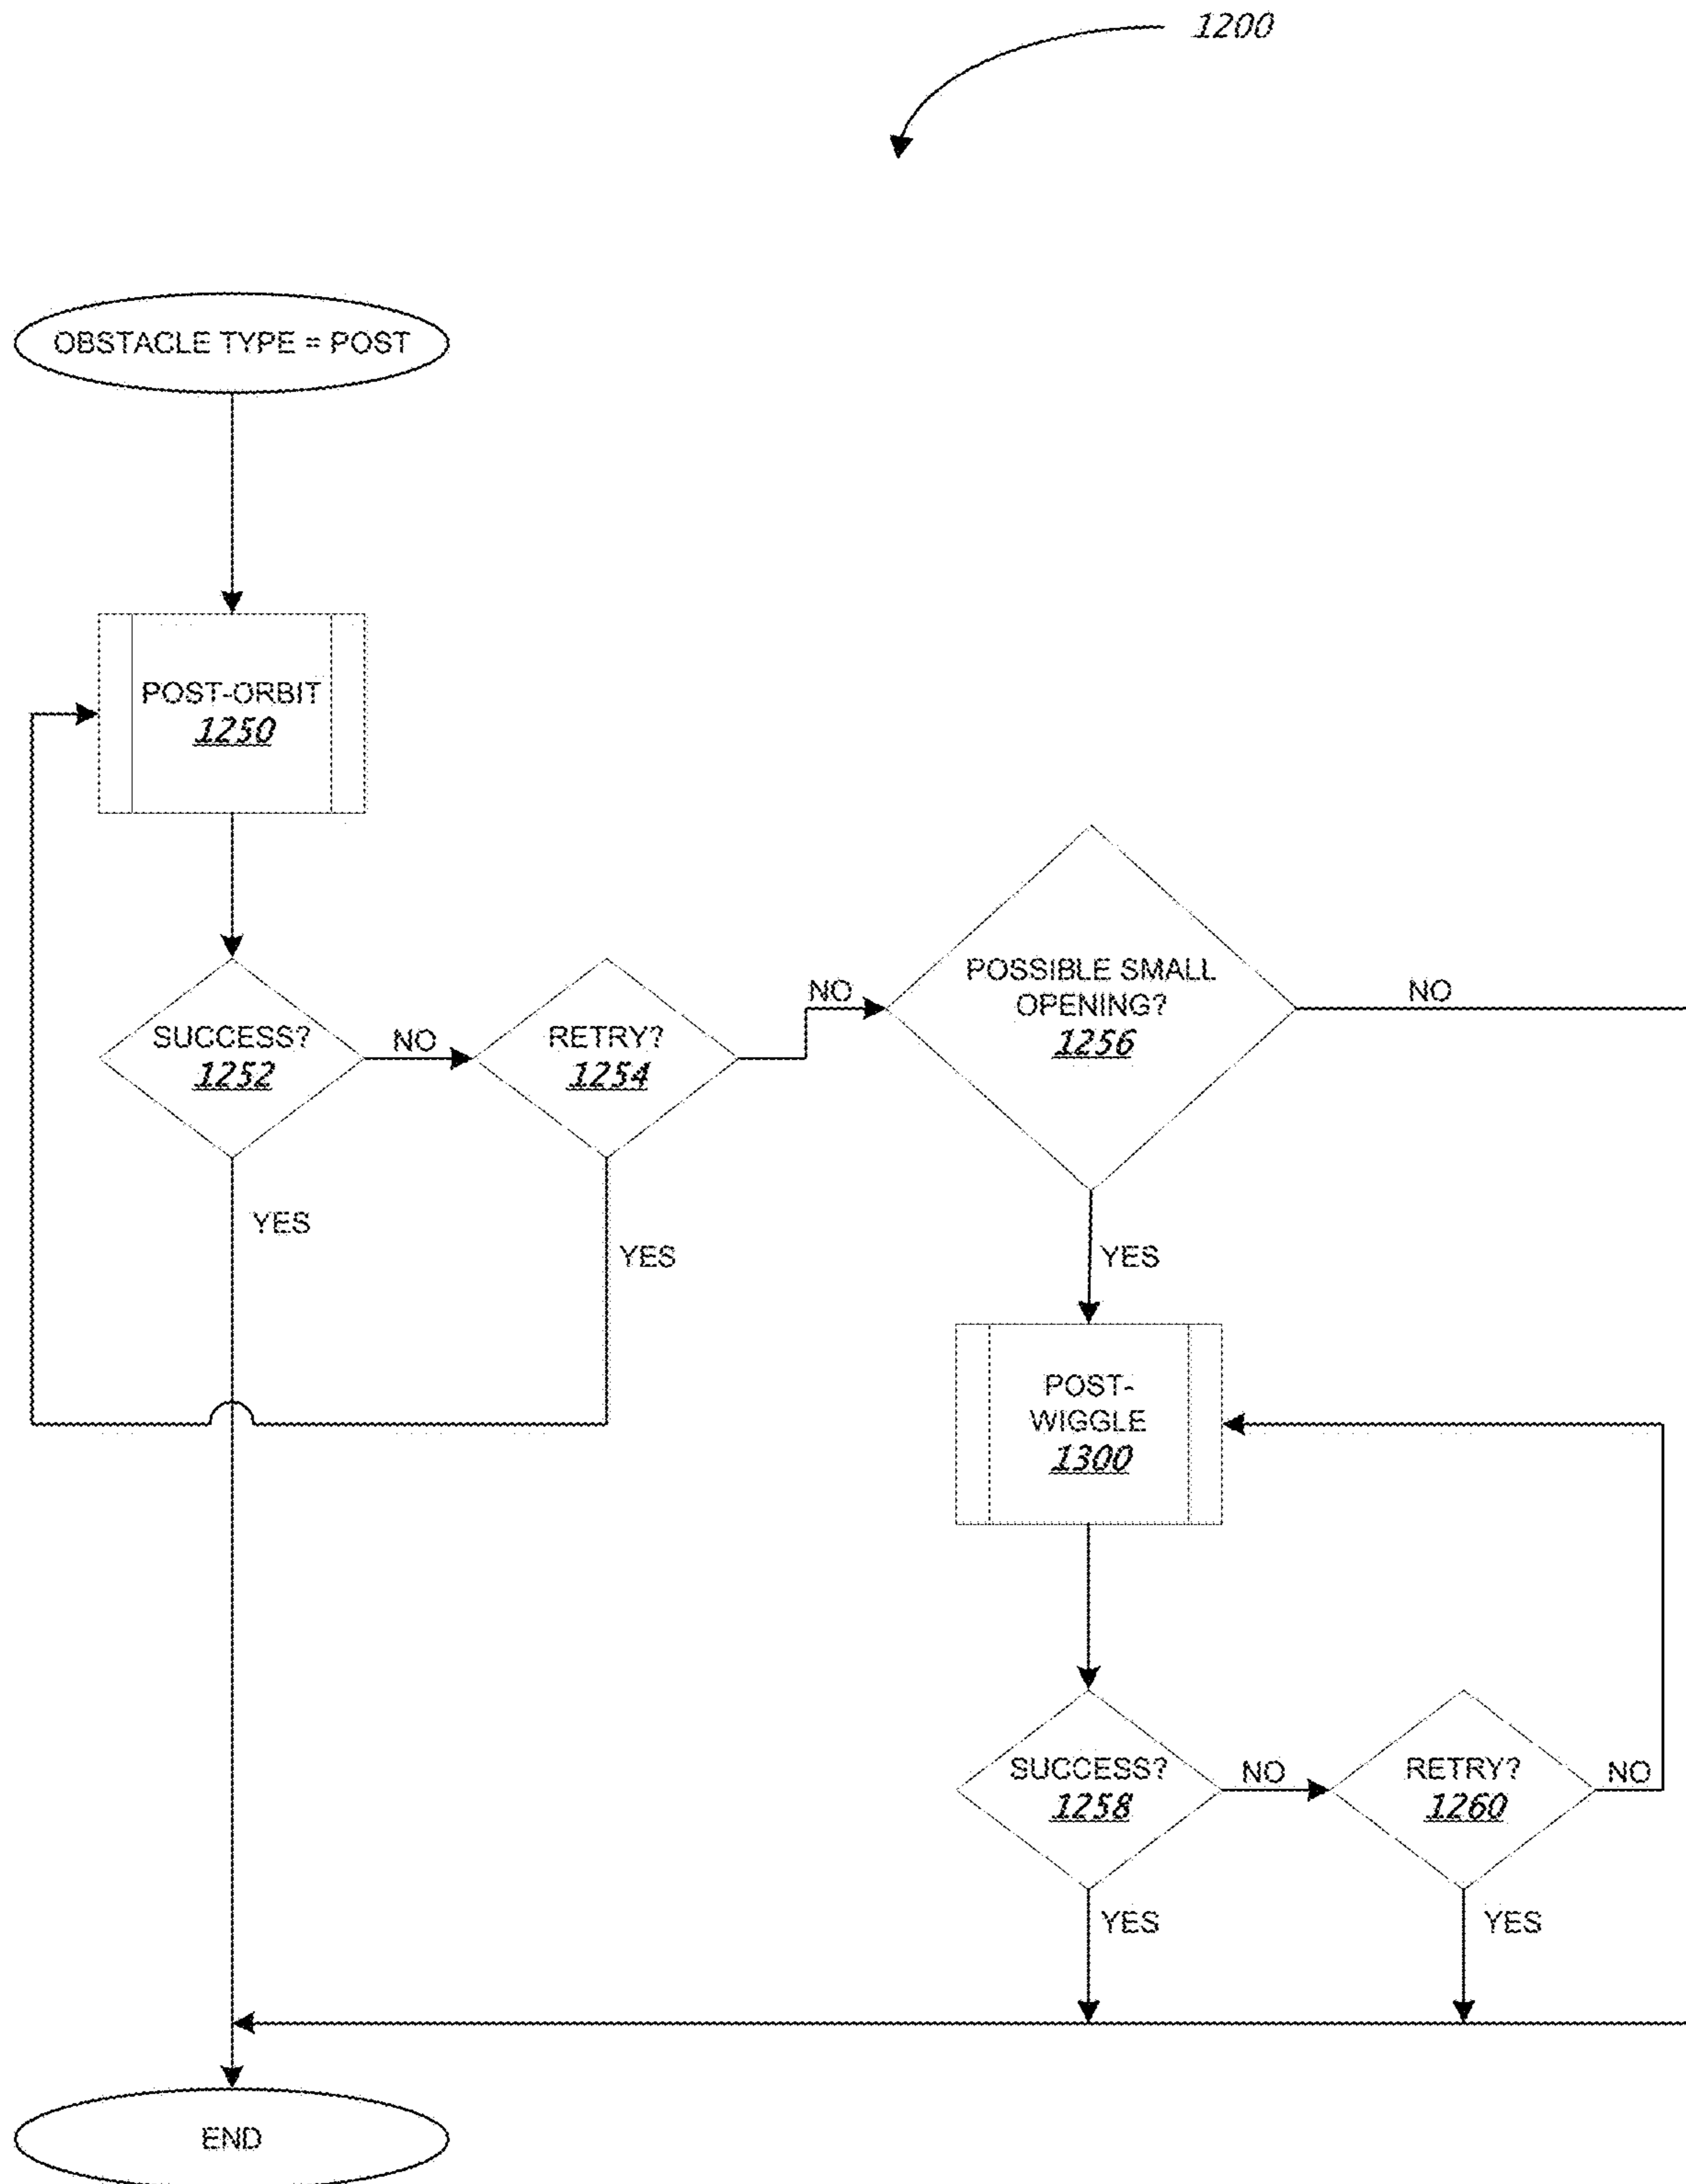 1200
OBSTACLE TYPE = POST
POST-ORBIT
1250
SUCCESS?
1252
NO
RETRY?
1254
NO
POSSIBLE SMALL
OPENING?
1256
NO
YES
YES
YES
POST-
WIGGLE
1300
SUCCESS?
1258
NO
RETRY?
1260
NO
YES
YES
END